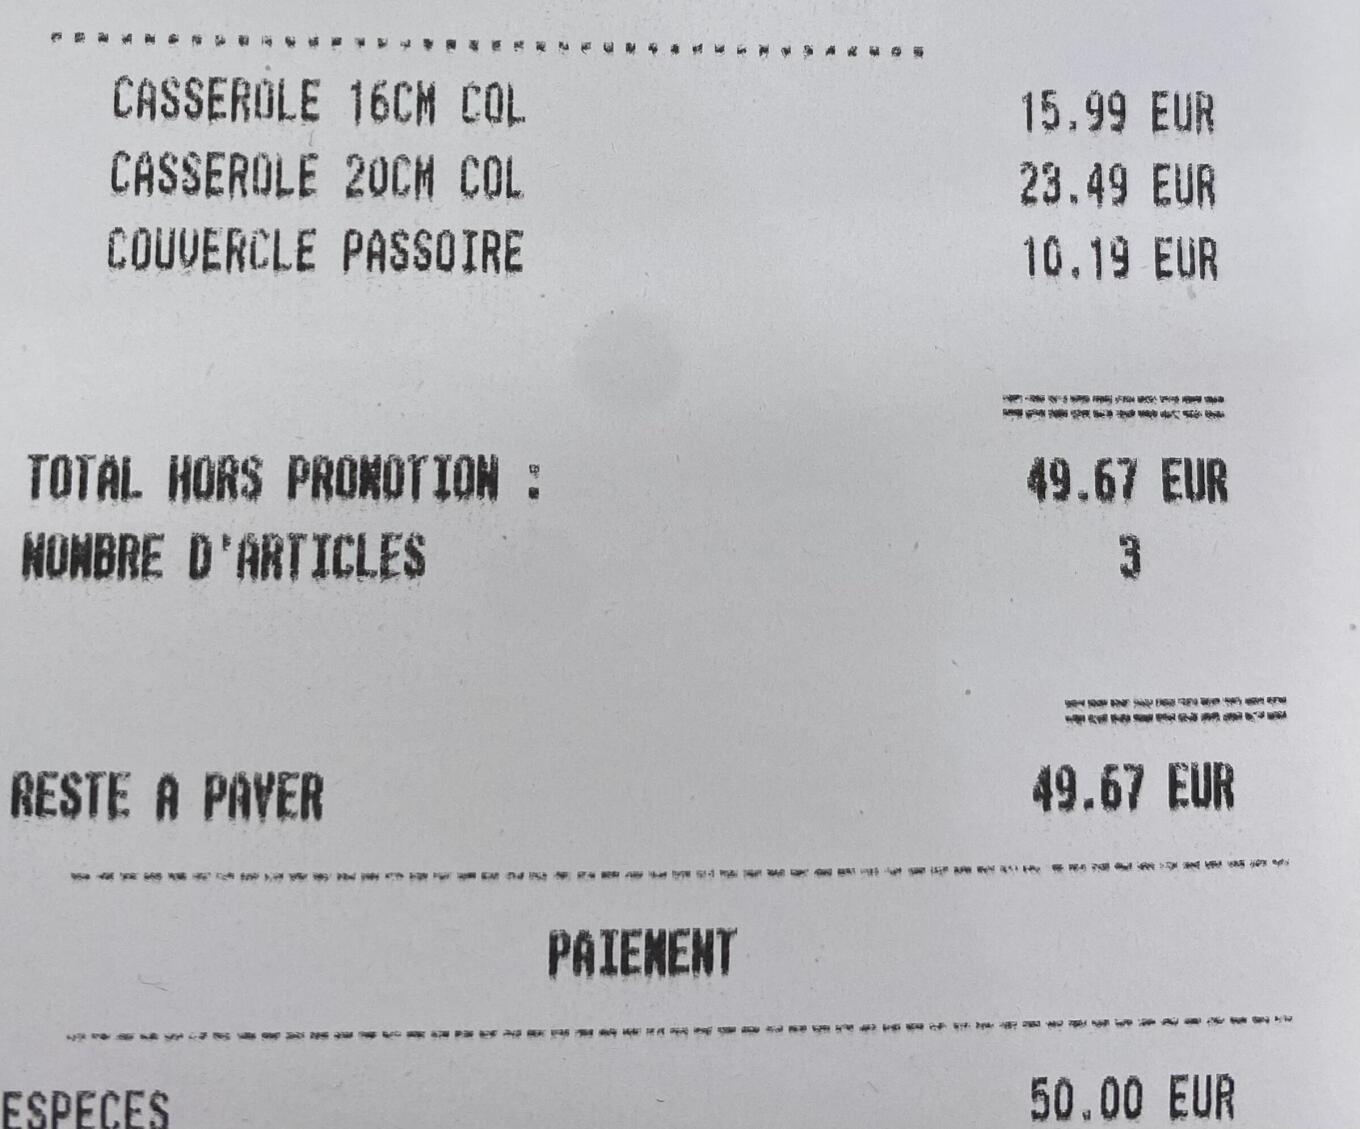 CASSEROLE 16CM COL 15.99 EUR
CASSEROLE 20CM COL 23.49 EUR
COUVERCLE PASSOIRE 10.19 EUR
TOTAL HORS PROMOTION : 49.67 EUR
NOMBRE D'ARTICLES 3
RESTE A PAYER 49.67 EUR
PAIEMENT
ESPECES 50.00 EUR